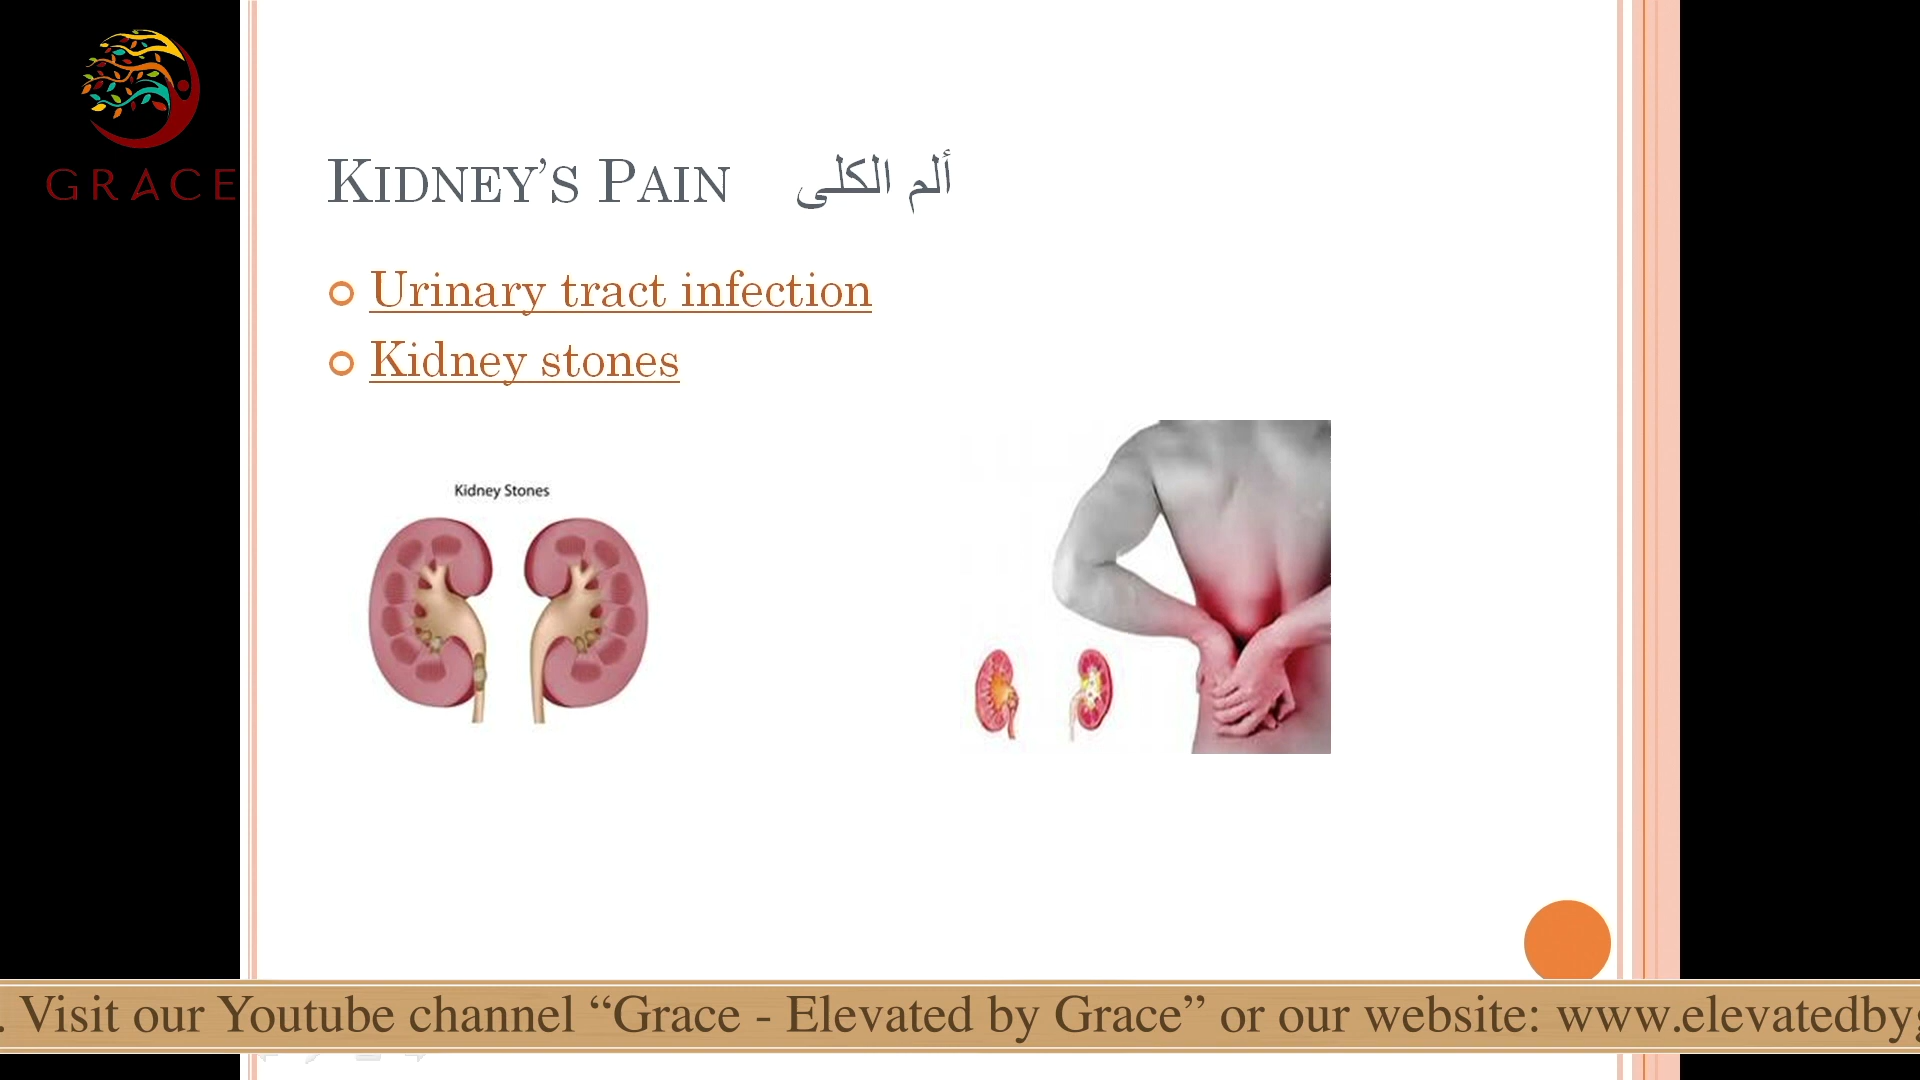 GRACE
KIDNEY’S PAIN ألم الكلى
Urinary tract infection
Kidney stones
Kidney Stones
. Visit our Youtube channel “Grace - Elevated by Grace” or our website: www.elevatedbyg